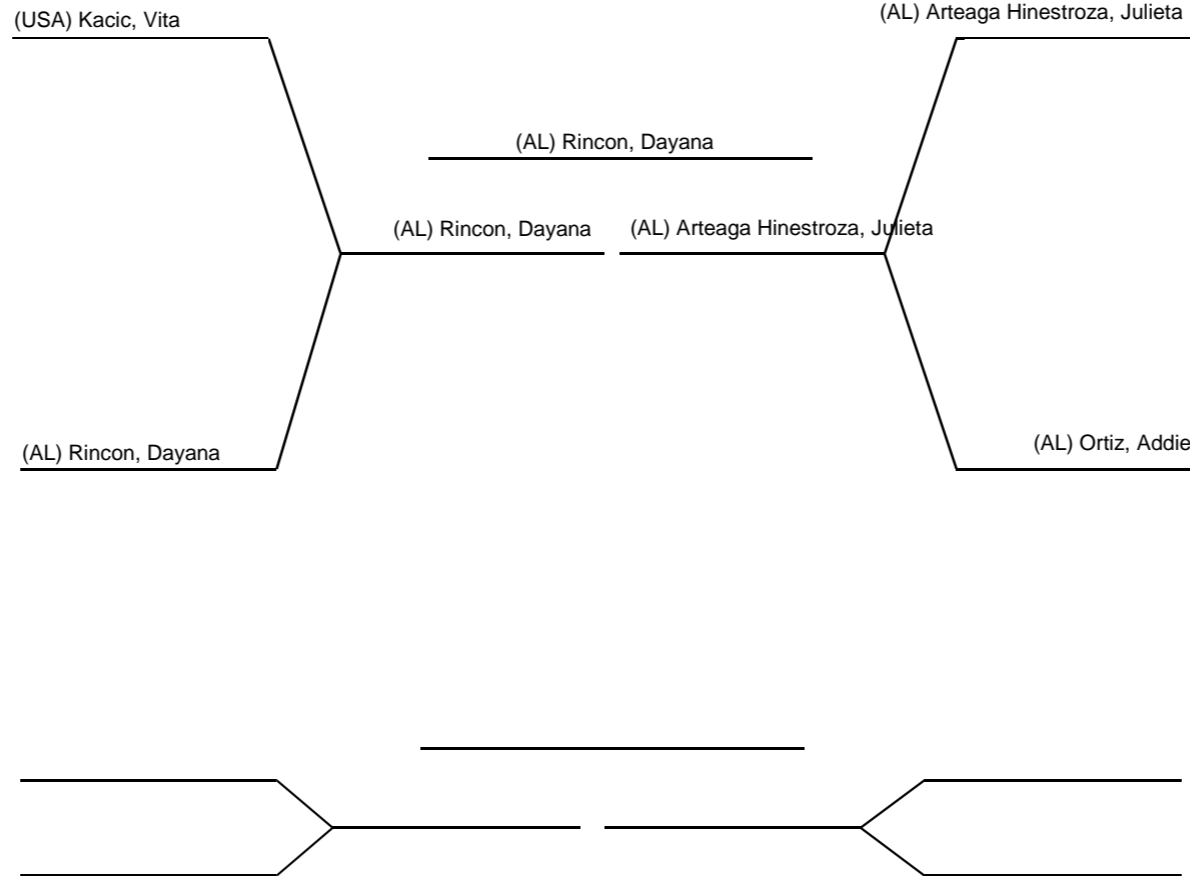 (USA) Kacic, Vita
(AL) Arteaga Hinestroza, Julieta
(AL) Rincon, Dayana
(AL) Rincon, Dayana
(AL) Arteaga Hinestroza, Julieta
(AL) Rincon, Dayana
(AL) Ortiz, Addie